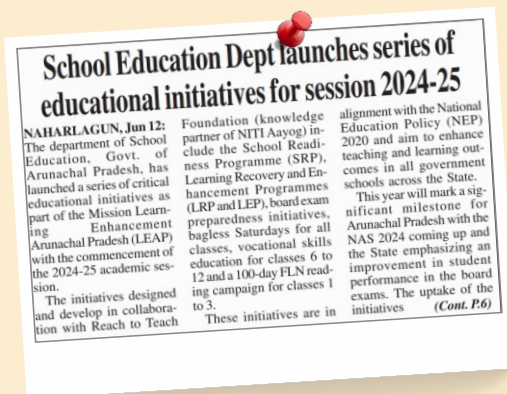 School Education Dept launches series of
educational initiatives for session 2024-25
NAHARLAGUN, Jun 12:
The department of School
Education, Govt. of
Arunachal Pradesh, has
launched a series of critical
educational initiatives as
part of the Mission Learn-
ing Enhancement
Arunachal Pradesh (LEAP)
with the commencement of
the 2024-25 academic ses-
sion.
The initiatives designed
and develop in collabora-
tion with Reach to Teach
Foundation (knowledge
partner of NITI Aayog) in-
clude the School Readi-
ness Programme (SRP),
Learning Recovery and En-
hancement Programmes
(LRP and LEP), board exam
preparedness initiatives,
bagless Saturdays for all
classes, vocational skills
education for classes 6 to
12 and a 100-day FLN read-
ing campaign for classes 1
to 3.
These initiatives are in
alignment with the National
Education Policy (NEP)
2020 and aim to enhance
teaching and learning out-
comes in all government
schools across the State.
This year will mark a sig-
nificant milestone for
Arunachal Pradesh with the
NAS 2024 coming up and
the State emphasizing an
improvement in student
performance in the board
exams. The uptake of the
initiatives (Cont. P.6)